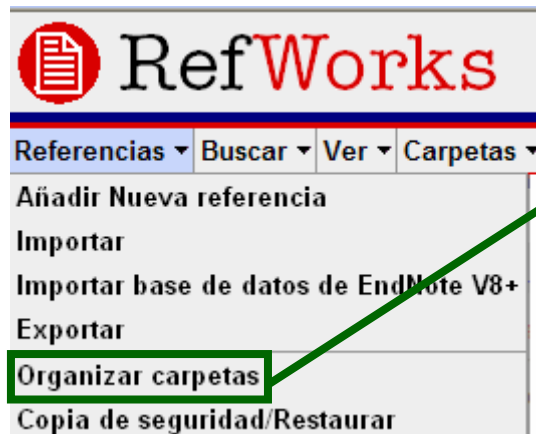 RefWorks
Referencias Buscar Ver Carpetas
Añadir Nueva referencia
Importar
Importar base de datos de EndNote V8+
Exportar
Organizar carpetas
Copia de seguridad/Restaurar